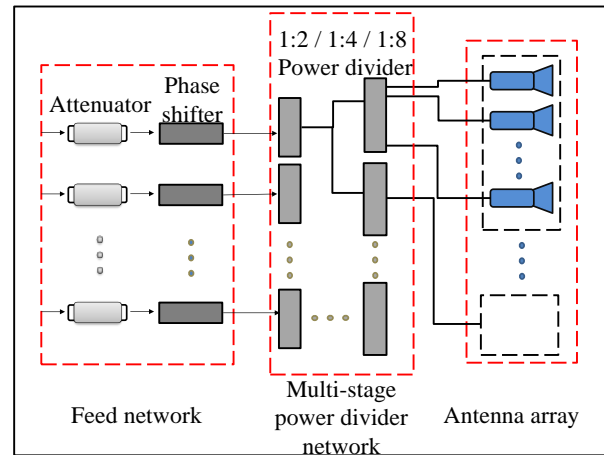 1:2 / 1:4 / 1:8
Power divider
Phase
shifter
Attenuator
Feed network
Multi-stage
power divider
network
Antenna array